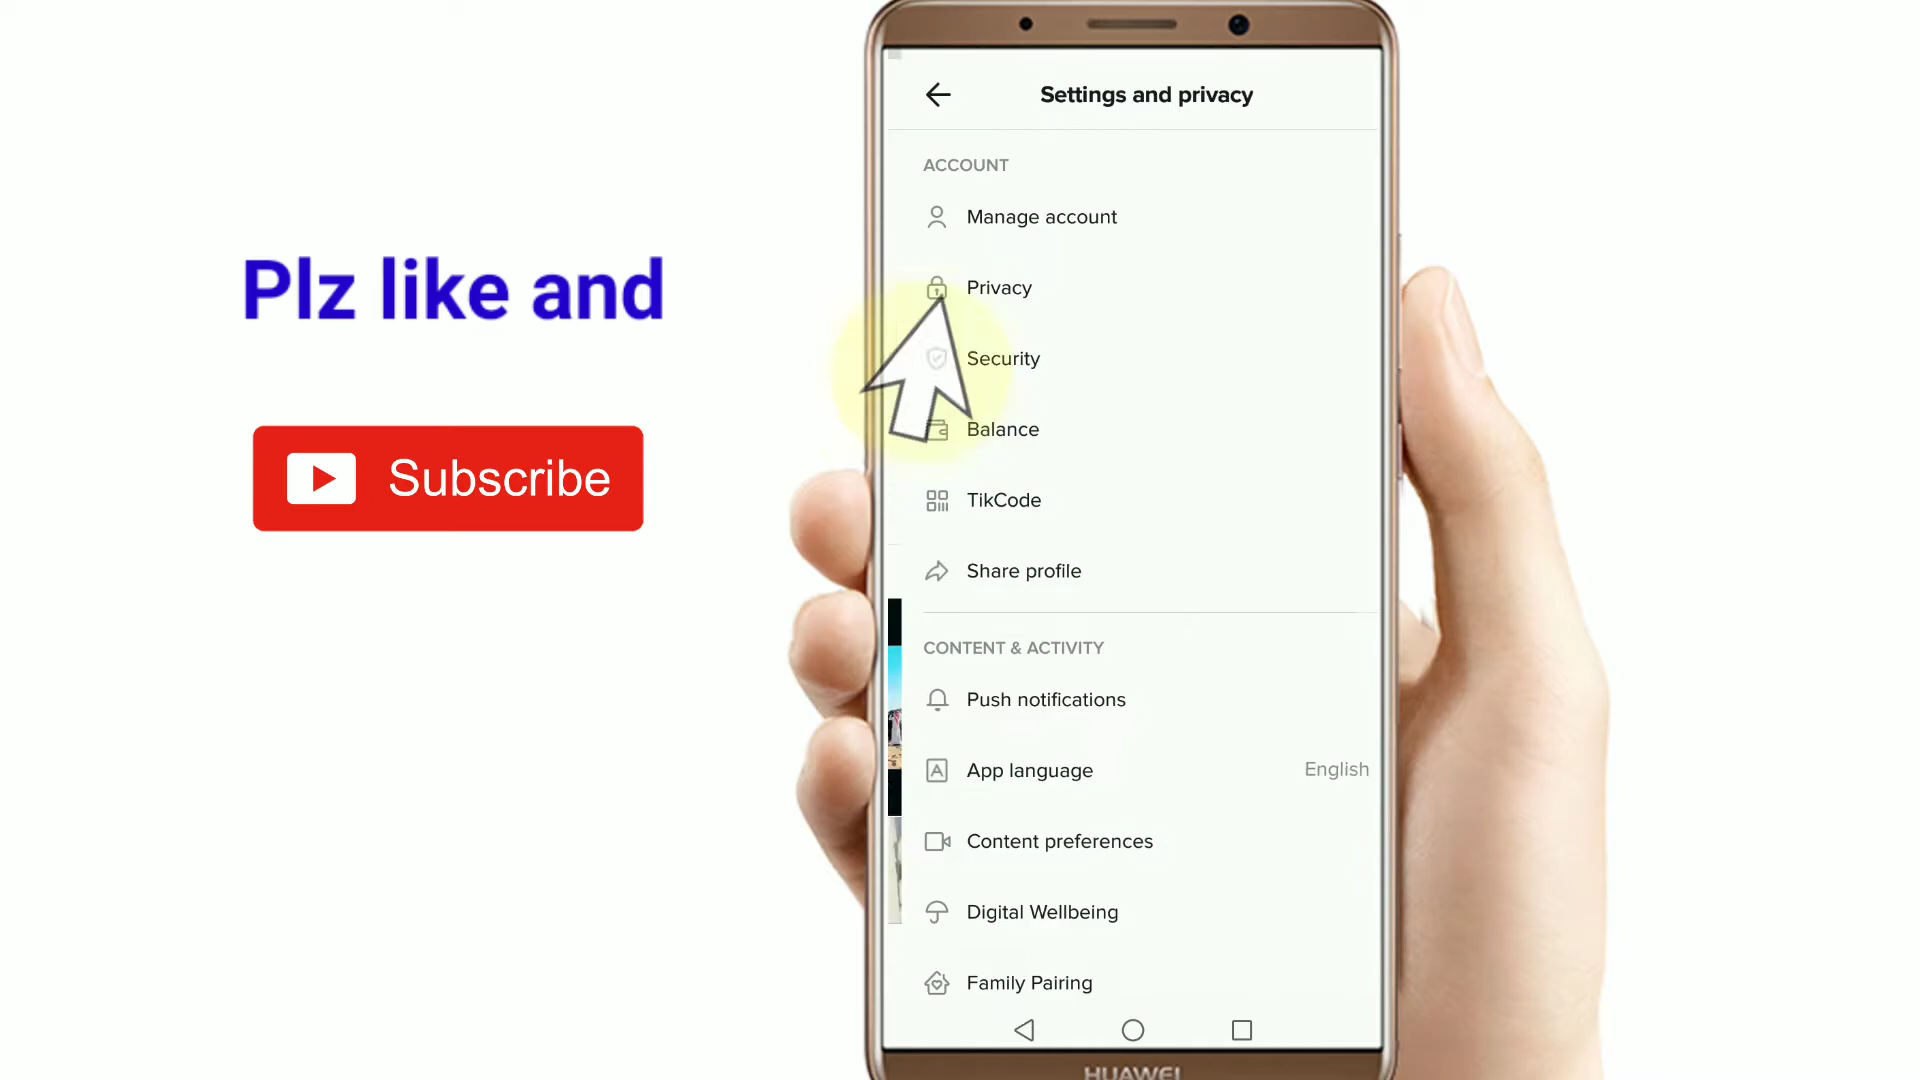 Plz like and
Subscribe
Settings and privacy
ACCOUNT
Manage account
Privacy
Security
Balance
TikCode
Share profile
CONTENT & ACTIVITY
Push notifications
App language English
Content preferences
Digital Wellbeing
Family Pairing
HUAWEI